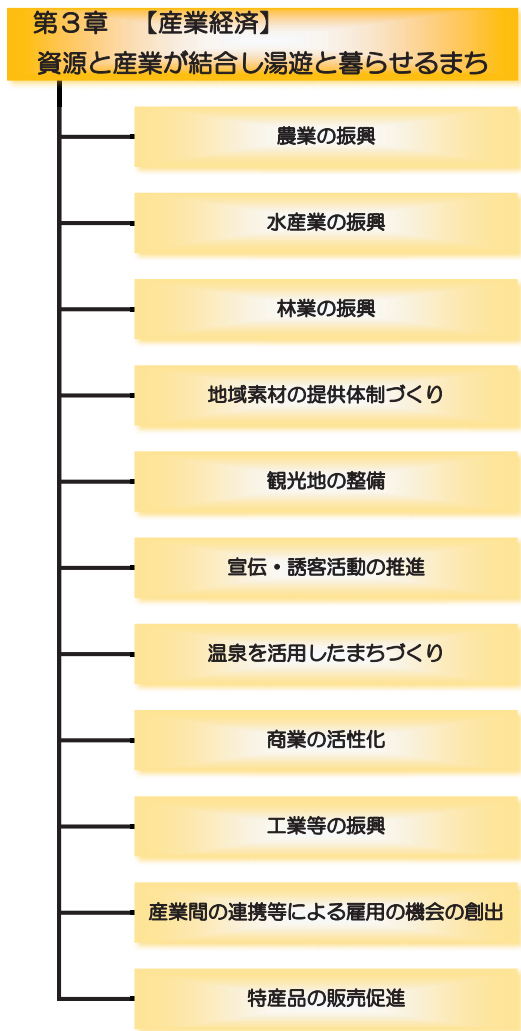 第３章　【産業経済】
資源と産業が結合し湯遊と暮らせるまち
農業の振興
水産業の振興
林業の振興
地域素材の提供体制づくり
観光地の整備
宣伝・誘客活動の推進
温泉を活用したまちづくり
商業の活性化
工業等の振興
産業間の連携等による雇用の機会の創出
特産品の販売促進